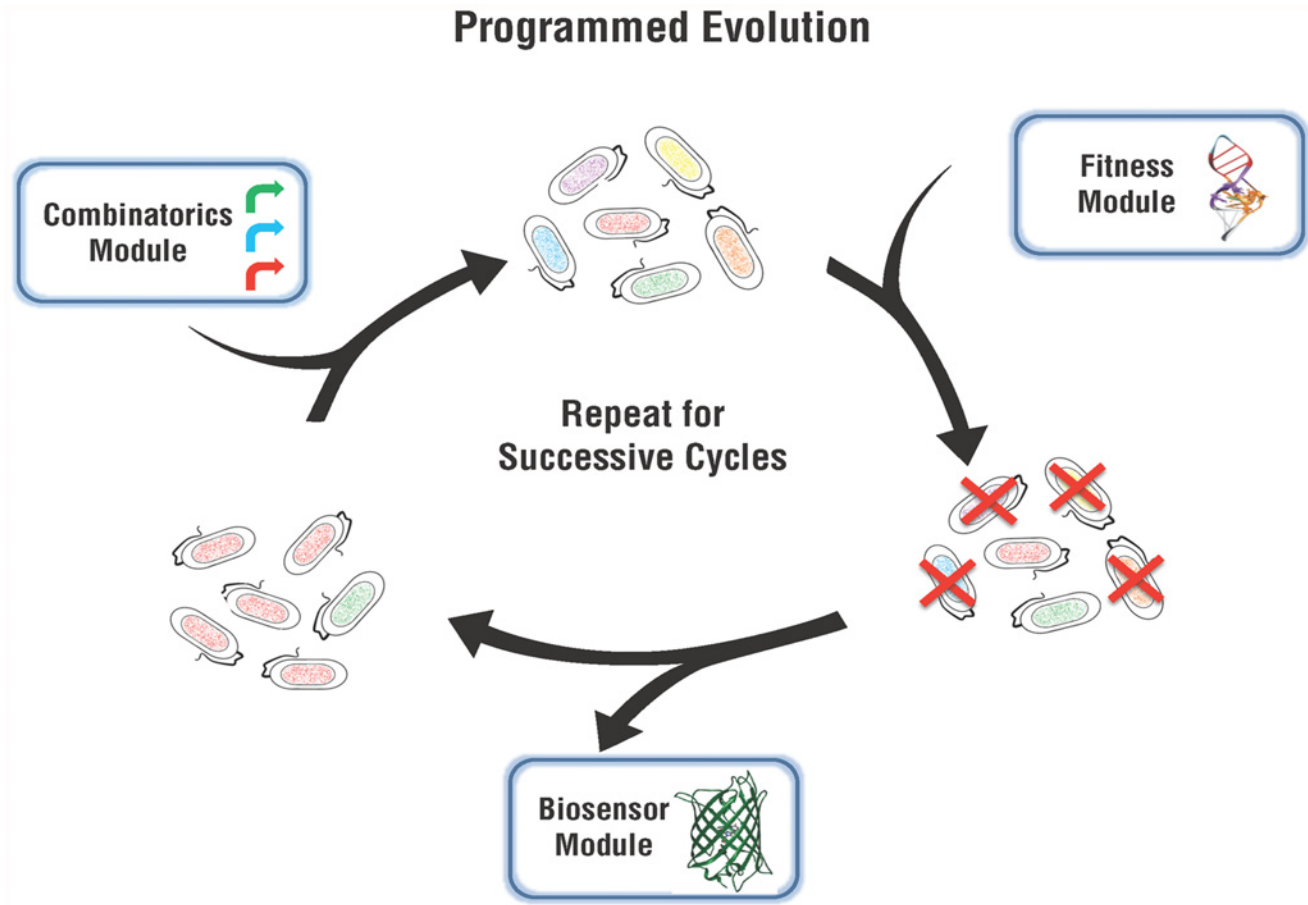 Programmed Evolution
Combinatorics
Module
Fitness
Module
Repeat for
Successive Cycles
Biosensor
Module